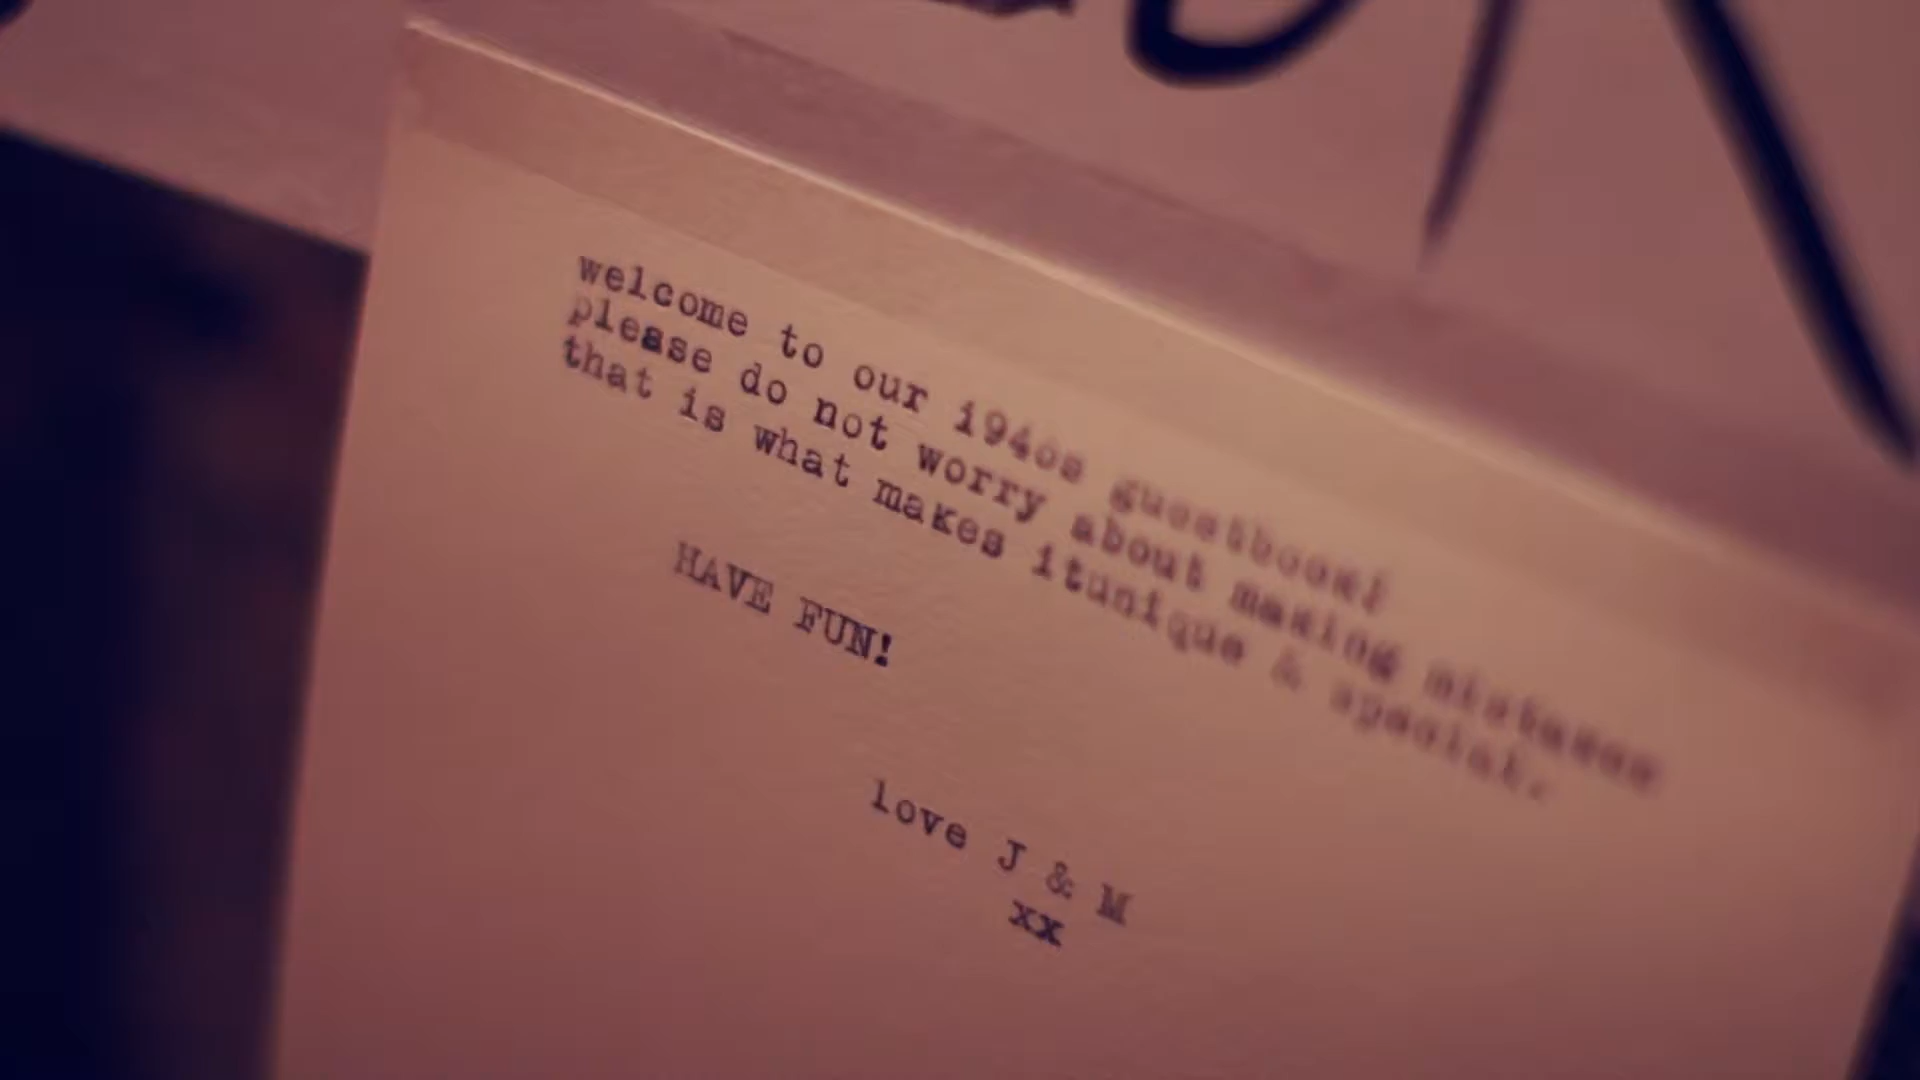 welcome to our i940s guestbook!
please do not worry about making mistakes
that is what makes itunique & special.
HAVE FUN!
love J & M
xx